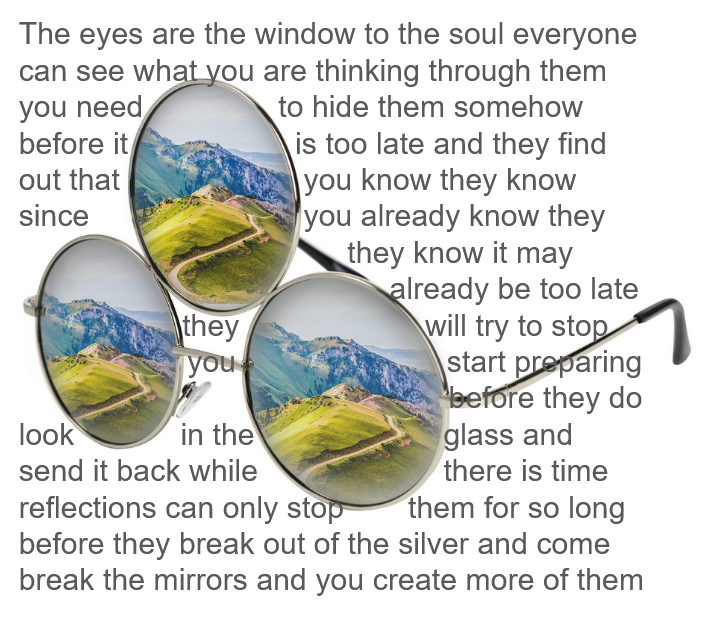 The eyes are the window to the soul everyone
can see what you are thinking through them
you need to hide them somehow
before it is too late and they find
out that you know they know
since you already know they
they know it may
already be too late
they will try to stop
you start preparing
before they do
look in the glass and
send it back while there is time
reflections can only stop them for so long
before they break out of the silver and come
break the mirrors and you create more of them